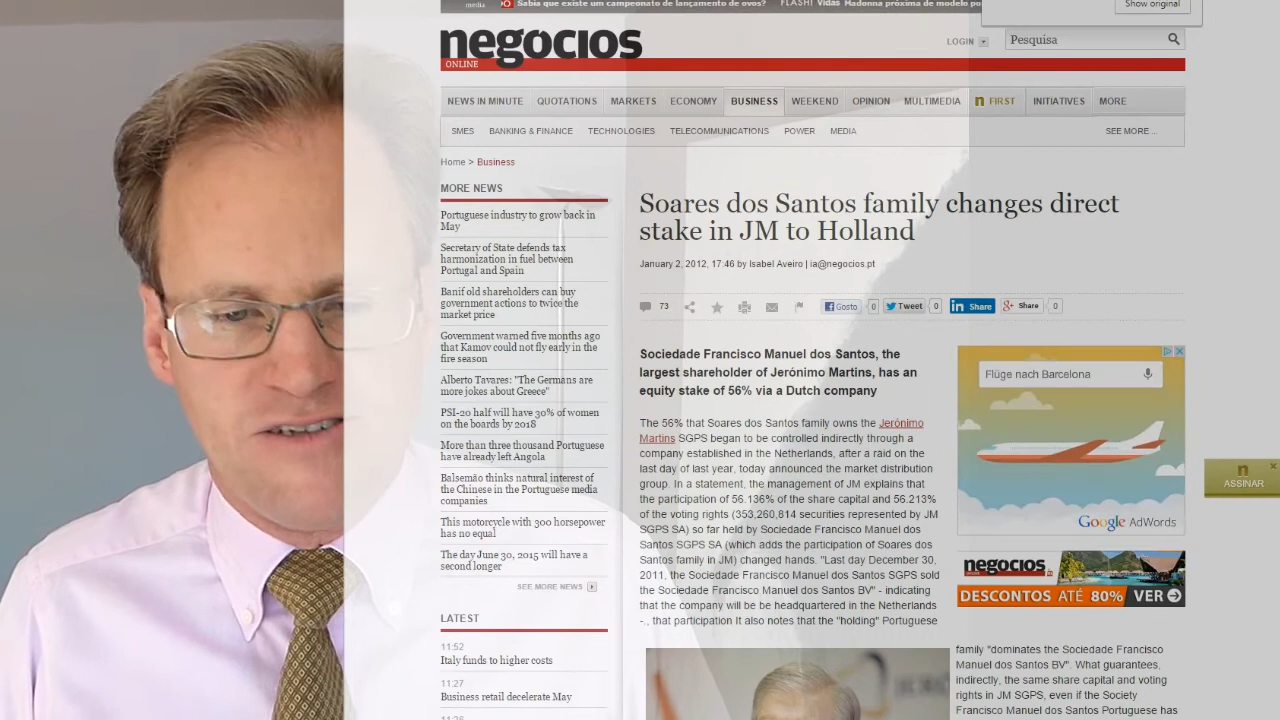 media
Sabia que existe um campeonato de lançamento de ovos?
FLASH! Vidas Madonna próxima de modelo po
Show original
negocios
ONLINE
LOGIN
Pesquisa
NEWS IN MINUTE QUOTATIONS MARKETS ECONOMY BUSINESS WEEKEND OPINION MULTIMEDIA n FIRST INITIATIVES MORE
SMES BANKING & FINANCE TECHNOLOGIES TELECOMMUNICATIONS POWER MEDIA SEE MORE ...
Home > Business
MORE NEWS
Portuguese industry to grow back in
May
Secretary of State defends tax
harmonization in fuel between
Portugal and Spain
Banif old shareholders can buy
government actions to twice the
market price
Government warned five months ago
that Kamov could not fly early in the
fire season
Alberto Tavares: "The Germans are
more jokes about Greece"
PSI-20 half will have 30% of women
on the boards by 2018
More than three thousand Portuguese
have already left Angola
Balsemão thinks natural interest of
the Chinese in the Portuguese media
companies
This motorcycle with 300 horsepower
has no equal
The day June 30, 2015 will have a
second longer
SEE MORE NEWS
LATEST
11:52
Italy funds to higher costs
11:27
Business retail decelerate May
Soares dos Santos family changes direct
stake in JM to Holland
January 2, 2012, 17:46 by Isabel Aveiro | ia@negocios.pt
73
Gosto 0 Tweet 0 in Share g+ Share 0
Sociedade Francisco Manuel dos Santos, the
largest shareholder of Jerónimo Martins, has an
equity stake of 56% via a Dutch company
The 56% that Soares dos Santos family owns the Jerónimo
Martins SGPS began to be controlled indirectly through a
company established in the Netherlands, after a raid on the
last day of last year, today announced the market distribution
group. In a statement, the management of JM explains that
the participation of 56.136% of the share capital and 56.213%
of the voting rights (353,260,814 securities represented by JM
SGPS SA) so far held by Sociedade Francisco Manuel dos
Santos SGPS SA (which adds the participation of Soares dos
Santos family in JM) changed hands. "Last day December 30,
2011, the Sociedade Francisco Manuel dos Santos SGPS sold
the Sociedade Francisco Manuel dos Santos BV" - indicating
that the company will be be headquartered in the Netherlands
-., that participation It also notes that the "holding" Portuguese
family "dominates the Sociedade Francisco
Manuel dos Santos BV". What guarantees,
indirectly, the same share capital and voting
rights in JM SGPS, even if the Society
Francisco Manuel dos Santos Portuguese has
Flüge nach Barcelona
Google AdWords
negocios
DESCONTOS ATÉ 80% VER
n
ASSINAR